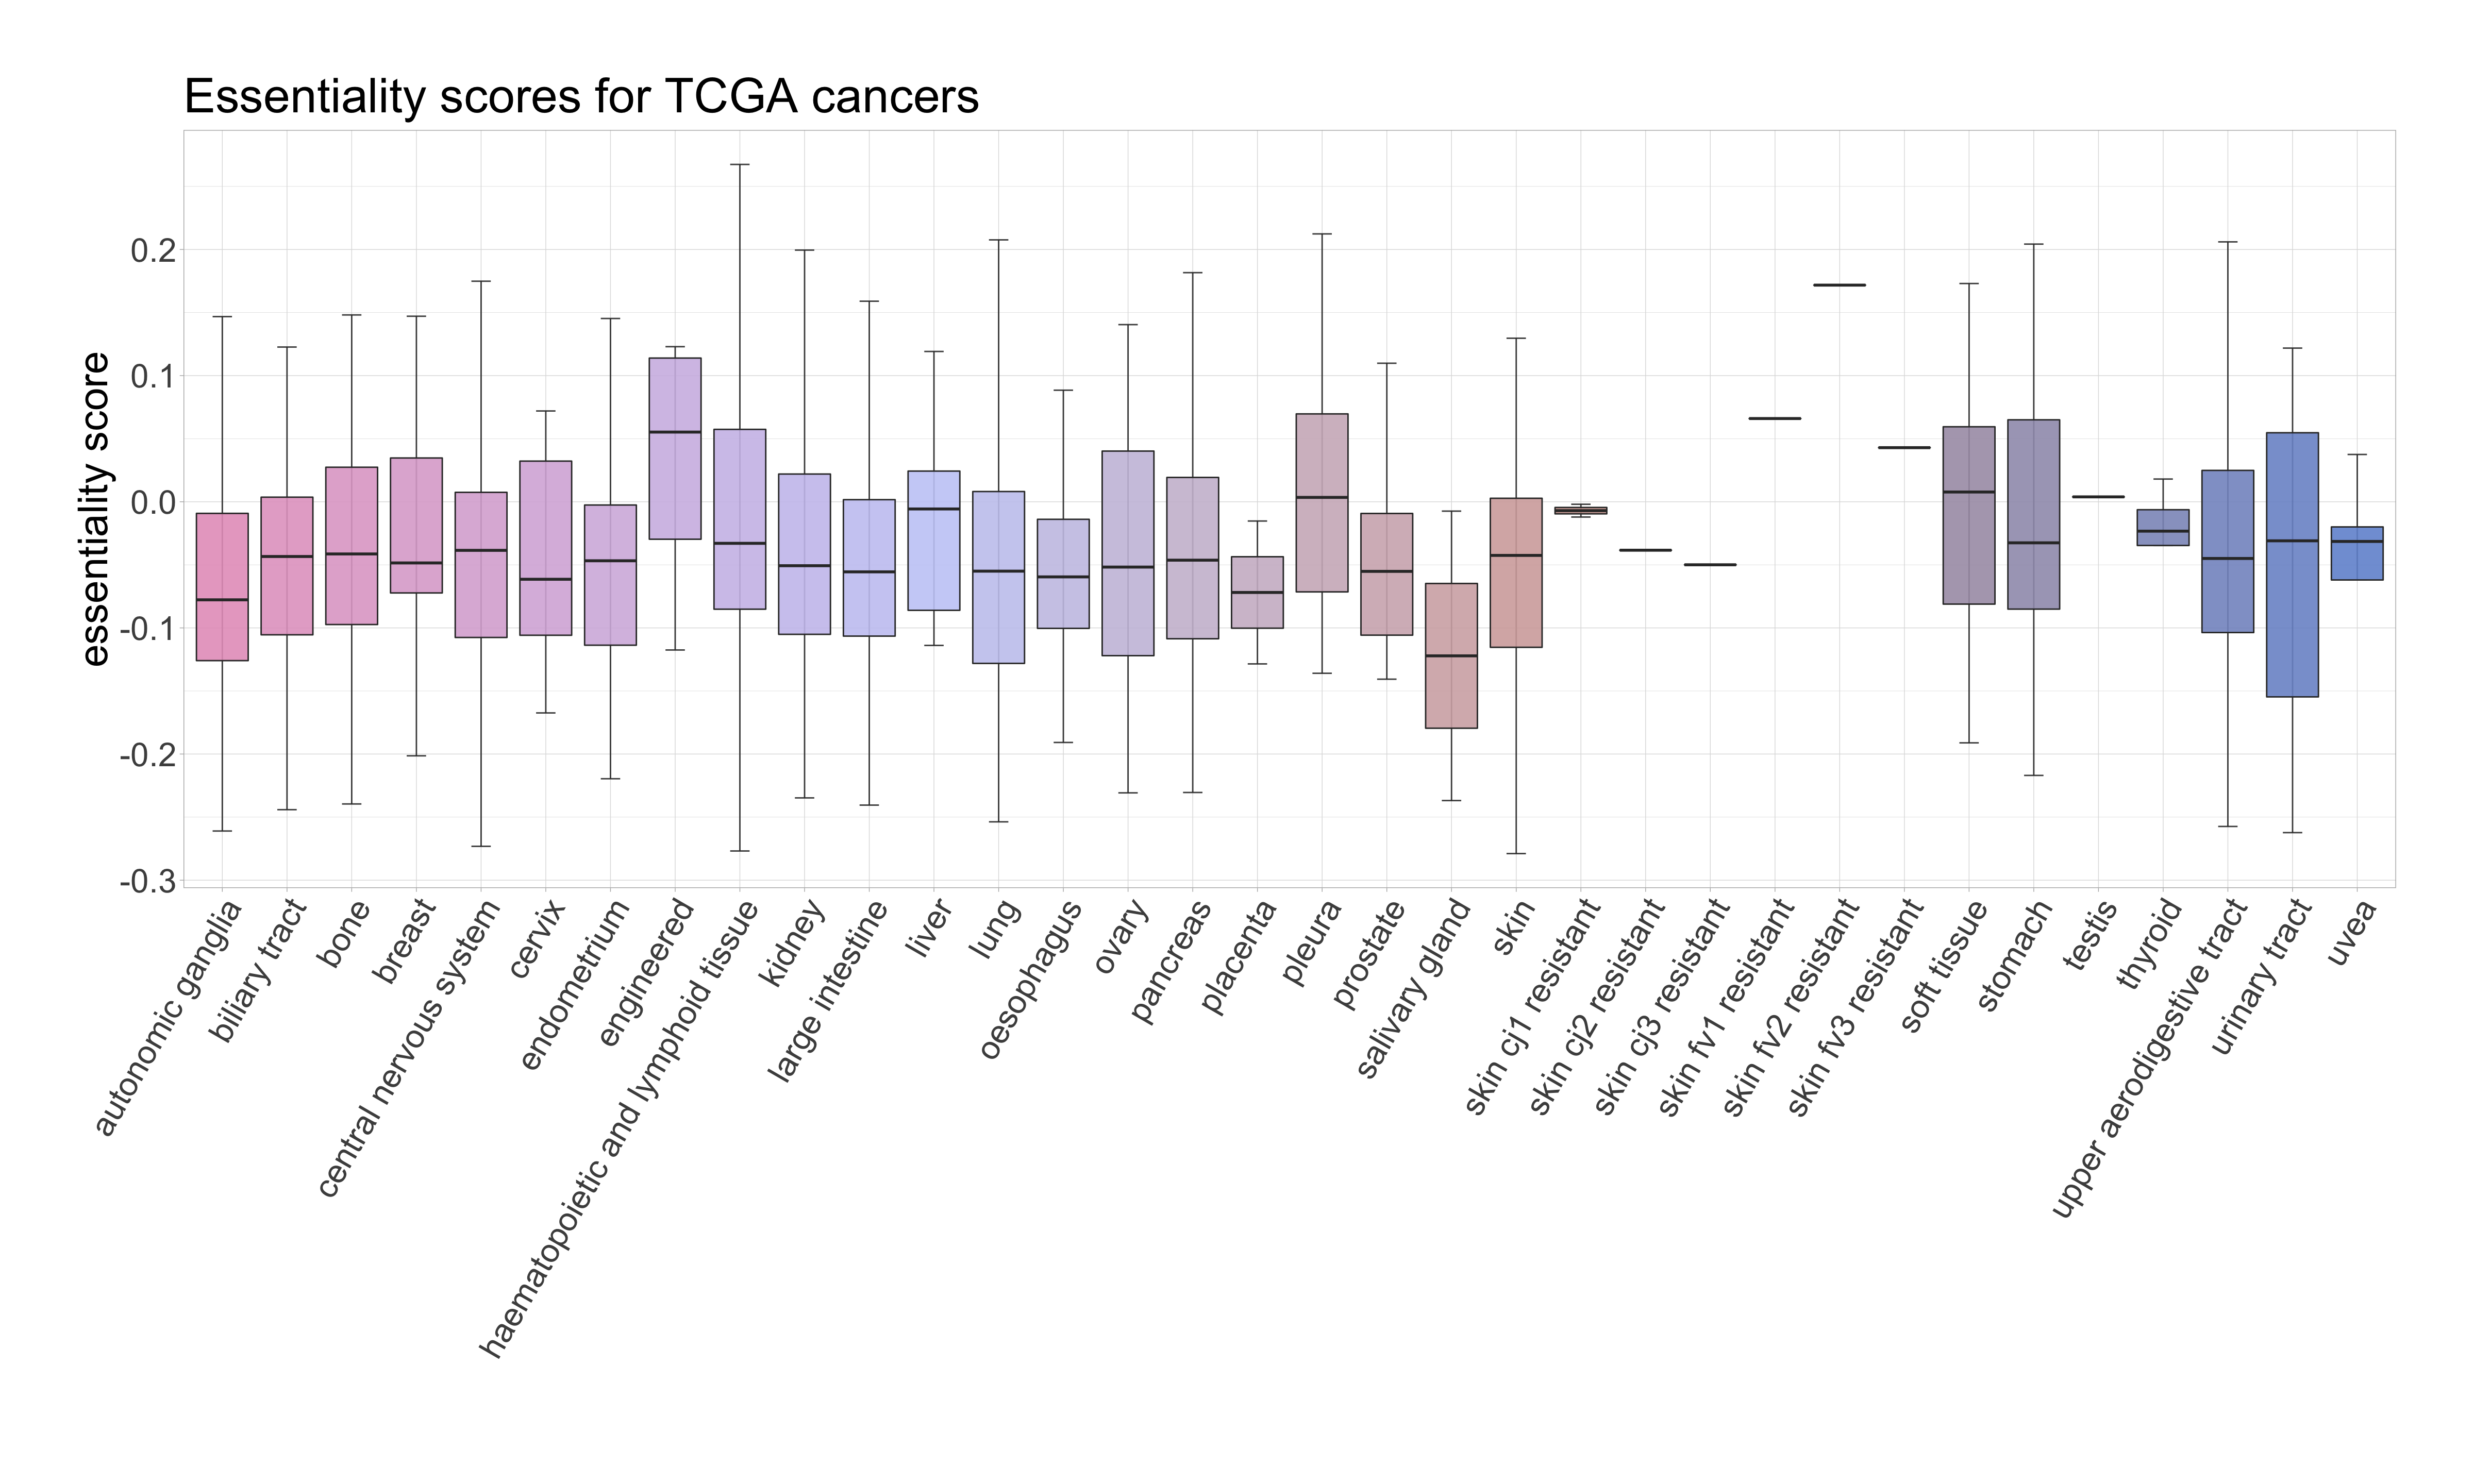 Essentiality scores for TCGA cancers
essentiality score
0.2
0.1
0.0
-0.1
-0.2
-0.3
autonomic ganglia
biliary tract
bone
breast
central nervous system
cervix
endometrium
engineered
haematopoietic and lymphoid tissue
kidney
large intestine
liver
lung
oesophagus
ovary
pancreas
placenta
pleura
prostate
salivary gland
skin
skin cj1 resistant
skin cj2 resistant
skin cj3 resistant
skin fv1 resistant
skin fv2 resistant
skin fv3 resistant
soft tissue
stomach
testis
thyroid
upper aerodigestive tract
urinary tract
uvea